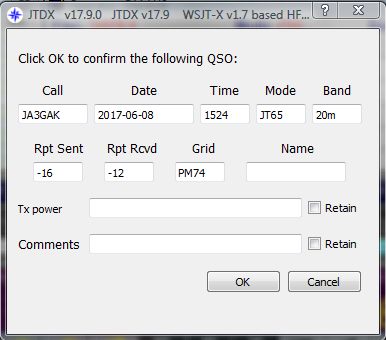 JTDX v17.9.0 JTDX v17.9 WSJT-X v1.7 based HF...
Click OK to confirm the following QSO:
Call Date Time Mode Band
JA3GAK 2017-06-08 1524 JT65 20m
Rpt Sent Rpt Rcvd Grid Name
-16 -12 PM74
Tx power Retain
Comments Retain
OK Cancel